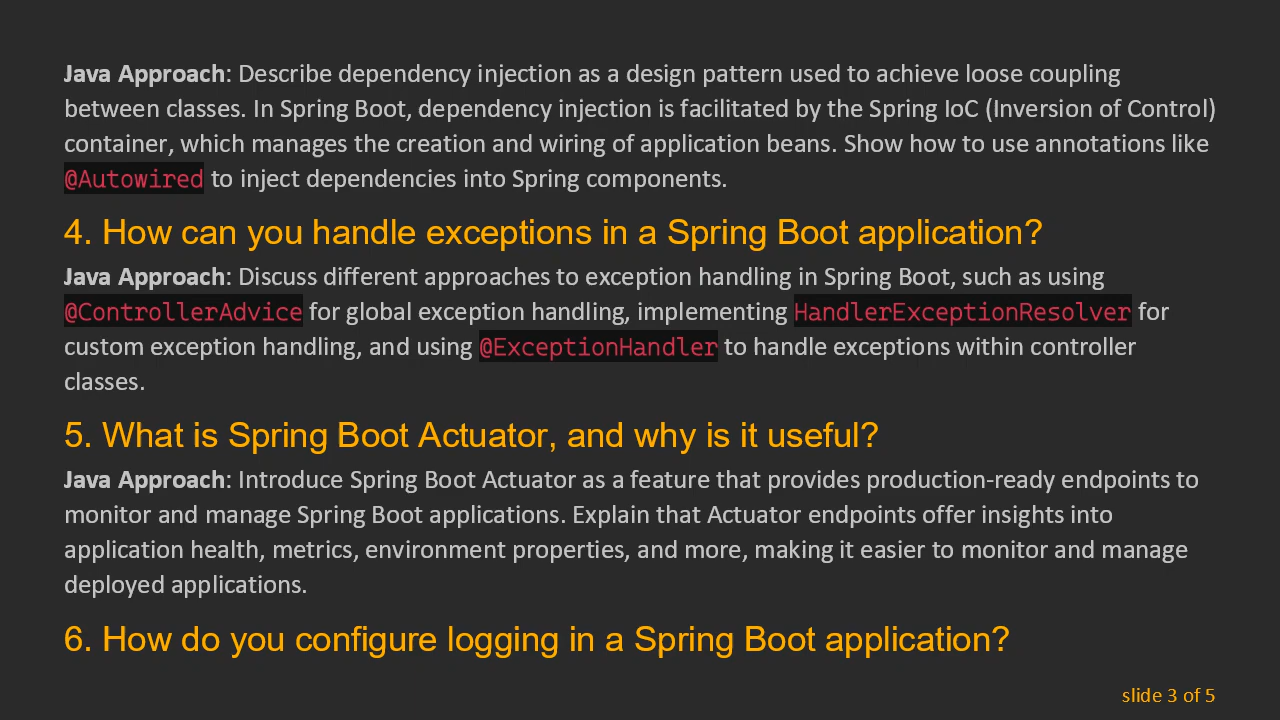 Java Approach: Describe dependency injection as a design pattern used to achieve loose coupling
between classes. In Spring Boot, dependency injection is facilitated by the Spring IoC (Inversion of Control)
container, which manages the creation and wiring of application beans. Show how to use annotations like
@Autowired to inject dependencies into Spring components.
4. How can you handle exceptions in a Spring Boot application?
Java Approach: Discuss different approaches to exception handling in Spring Boot, such as using
@ControllerAdvice for global exception handling, implementing HandlerExceptionResolver for
custom exception handling, and using @ExceptionHandler to handle exceptions within controller
classes.
5. What is Spring Boot Actuator, and why is it useful?
Java Approach: Introduce Spring Boot Actuator as a feature that provides production-ready endpoints to
monitor and manage Spring Boot applications. Explain that Actuator endpoints offer insights into
application health, metrics, environment properties, and more, making it easier to monitor and manage
deployed applications.
6. How do you configure logging in a Spring Boot application?
slide 3 of 5